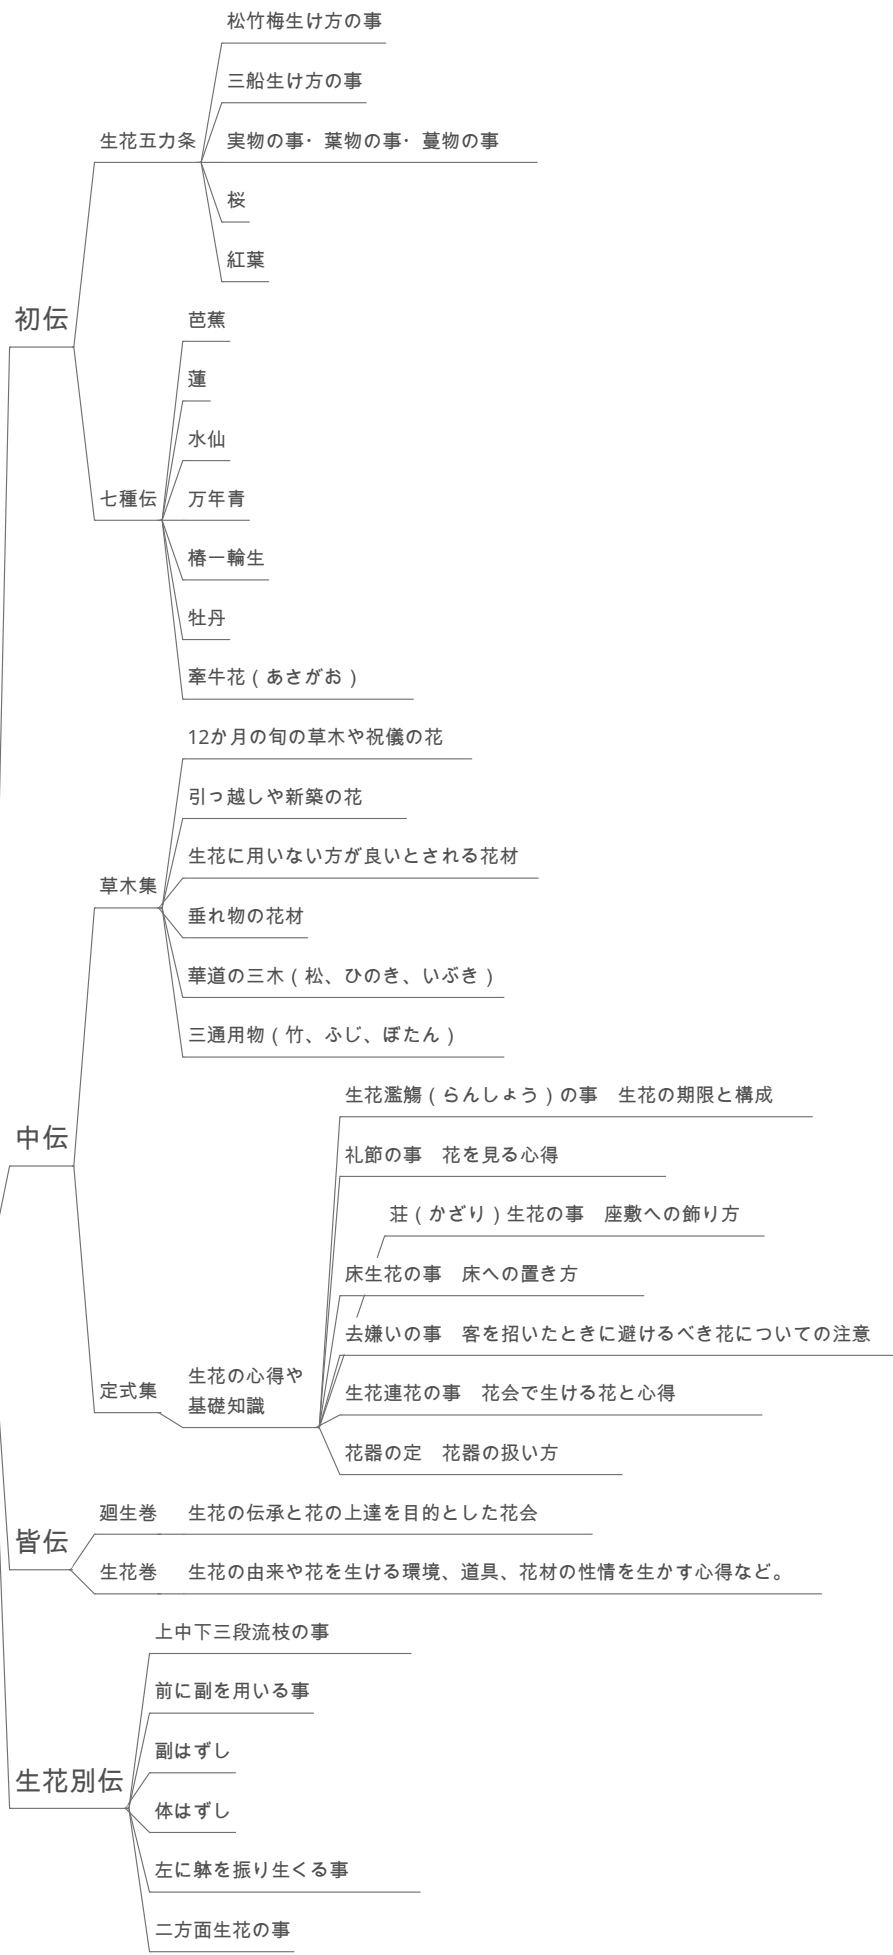 初伝
生花五力条
松竹梅生け方の事
三船生け方の事
実物の事・葉物の事・蔓物の事
桜
紅葉
七種伝
芭蕉
蓮
水仙
万年青
椿一輪生
牡丹
牽牛花(あさがお)
中伝
草木集
12か月の旬の草木や祝儀の花
引っ越しや新築の花
生花に用いない方が良いとされる花材
垂れ物の花材
華道の三木(松、ひのき、いぶき)
三通用物(竹、ふじ、ぼたん)
定式集
生花の心得や
基礎知識
生花濫觴(らんしょう)の事　生花の期限と構成
礼節の事　花を見る心得
荘(かざり)生花の事　座敷への飾り方
床生花の事　床への置き方
去嫌いの事　客を招いたときに避けるべき花についての注意
生花連花の事　花会で生ける花と心得
花器の定　花器の扱い方
皆伝
廻生巻　生花の伝承と花の上達を目的とした花会
生花巻　生花の由来や花を生ける環境、道具、花材の性情を生かす心得など。
生花別伝
上中下三段流枝の事
前に副を用いる事
副はずし
体はずし
左に躰を振り生くる事
二方面生花の事